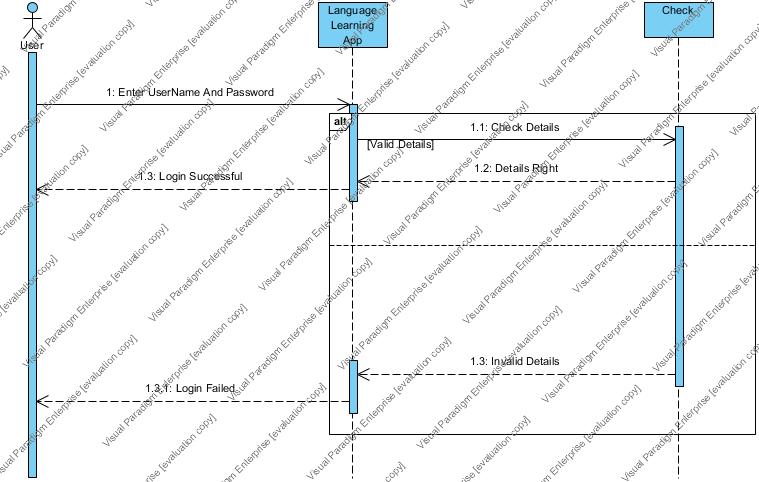 User
Language
Learning
App
Check
1: Enter UserName And Password
alt
1.1: Check Details
[Valid Details]
1.2: Details Right
1.3: Login Successful
1.3: Invalid Details
1.3.1: Login Failed
Visual Paradigm Enterprise [evaluation copy]